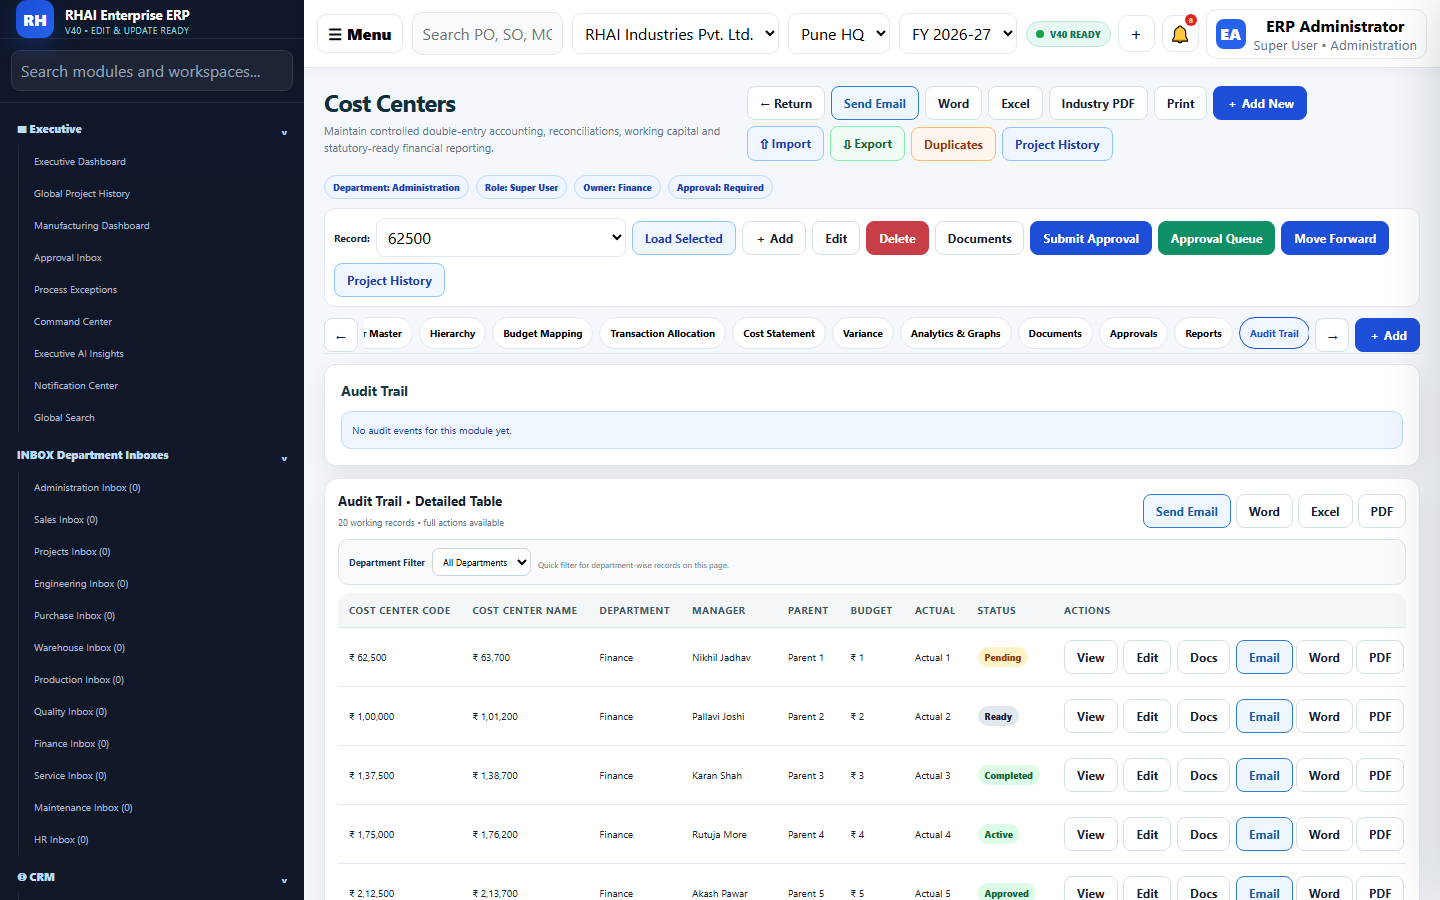 RH
RHAI Enterprise ERP
V40 • EDIT & UPDATE READY
Search modules and workspaces...
Executive
Executive Dashboard
Global Project History
Manufacturing Dashboard
Approval Inbox
Process Exceptions
Command Center
Executive AI Insights
Notification Center
Global Search
INBOX Department Inboxes
Administration Inbox (0)
Sales Inbox (0)
Projects Inbox (0)
Engineering Inbox (0)
Purchase Inbox (0)
Warehouse Inbox (0)
Production Inbox (0)
Quality Inbox (0)
Finance Inbox (0)
Service Inbox (0)
Maintenance Inbox (0)
HR Inbox (0)
CRM
☰ Menu
Search PO, SO, MC
RHAI Industries Pvt. Ltd.
Pune HQ
FY 2026-27
V40 READY
+
8
EA
ERP Administrator
Super User • Administration
Cost Centers
Maintain controlled double-entry accounting, reconciliations, working capital and
statutory-ready financial reporting.
← Return
Send Email
Word
Excel
Industry PDF
Print
+ Add New
⇧ Import
⇩ Export
Duplicates
Project History
Department: Administration
Role: Super User
Owner: Finance
Approval: Required
Record:
62500
Load Selected
+ Add
Edit
Delete
Documents
Submit Approval
Approval Queue
Move Forward
Project History
←
r Master
Hierarchy
Budget Mapping
Transaction Allocation
Cost Statement
Variance
Analytics & Graphs
Documents
Approvals
Reports
Audit Trail
→
+ Add
Audit Trail
No audit events for this module yet.
Audit Trail • Detailed Table
20 working records • full actions available
Send Email
Word
Excel
PDF
Department Filter
All Departments
Quick filter for department-wise records on this page.
COST CENTER CODE COST CENTER NAME DEPARTMENT MANAGER PARENT BUDGET ACTUAL STATUS ACTIONS
₹ 62,500 ₹ 63,700 Finance Nikhil Jadhav Parent 1 ₹ 1 Actual 1 Pending View Edit Docs Email Word PDF
₹ 1,00,000 ₹ 1,01,200 Finance Pallavi Joshi Parent 2 ₹ 2 Actual 2 Ready View Edit Docs Email Word PDF
₹ 1,37,500 ₹ 1,38,700 Finance Karan Shah Parent 3 ₹ 3 Actual 3 Completed View Edit Docs Email Word PDF
₹ 1,75,000 ₹ 1,76,200 Finance Rutuja More Parent 4 ₹ 4 Actual 4 Active View Edit Docs Email Word PDF
₹ 2,12,500 ₹ 2,13,700 Finance Akash Pawar Parent 5 ₹ 5 Actual 5 Approved View Edit Docs Email Word PDF